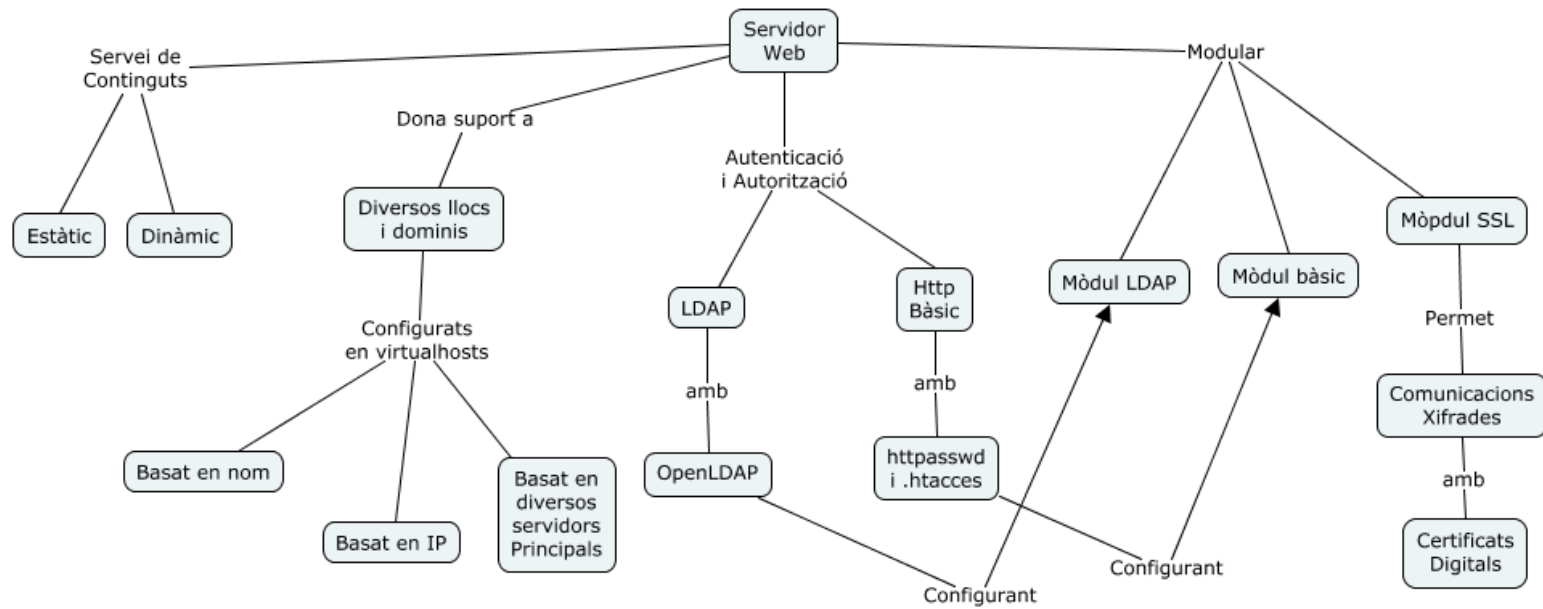 Servidor
Web
Servei de
Continguts
Modular
Dona suport a
Autenticació
i Autorització
Estàtic
Dinàmic
Diversos llocs
i dominis
Mòpdul SSL
LDAP
Http
Bàsic
Mòdul LDAP
Mòdul bàsic
Configurats
en virtualhosts
Permet
amb
amb
Comunicacions
Xifrades
Basat en nom
Basat en IP
Basat en
diversos
servidors
Principals
OpenLDAP
httpasswd
i .htacces
amb
Certificats
Digitals
Configurant
Configurant